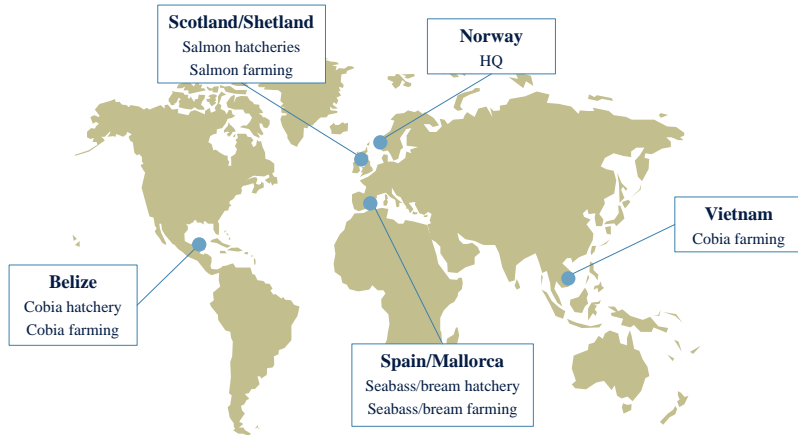 Scotland/Shetland
Salmon hatcheries
Salmon farming
Norway
HQ
Vietnam
Cobia farming
Belize
Cobia hatchery
Cobia farming
Spain/Mallorca
Seabass/bream hatchery
Seabass/bream farming